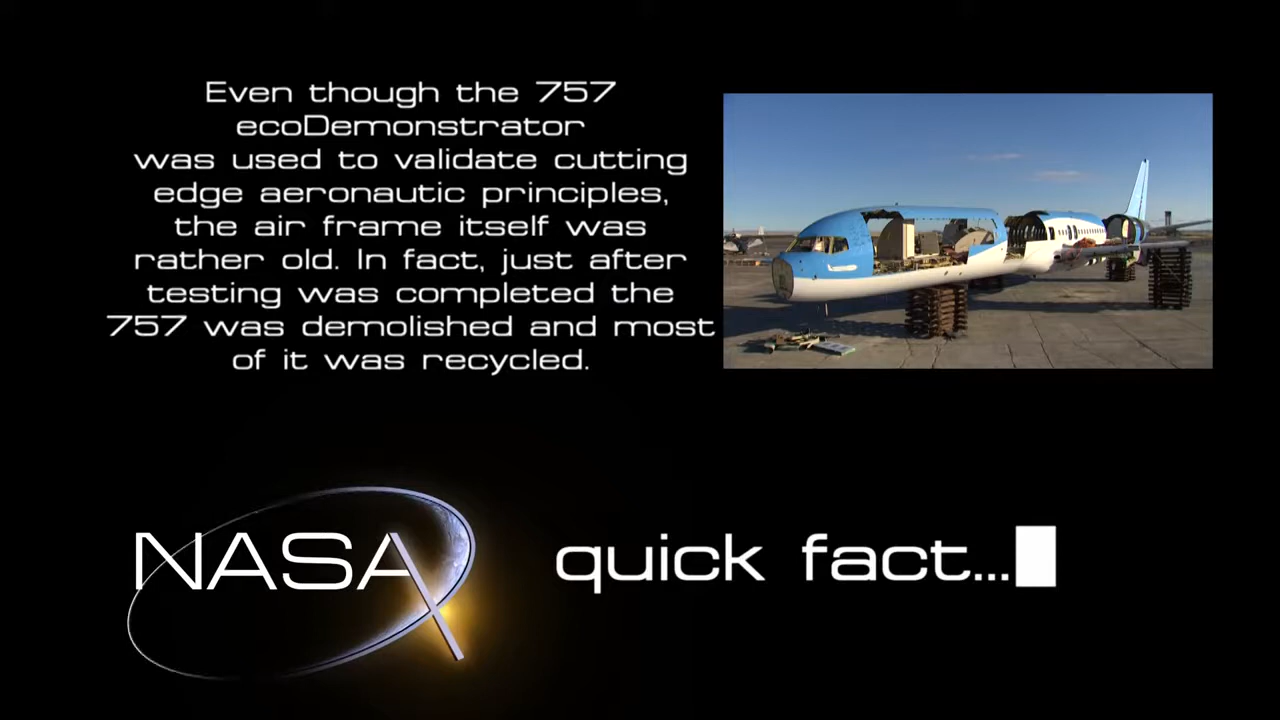 Even though the 757
ecoDemonstrator
was used to validate cutting
edge aeronautic principles,
the air frame itself was
rather old. In fact, just after
testing was completed the
757 was demolished and most
of it was recycled.
NASA
quick fact...